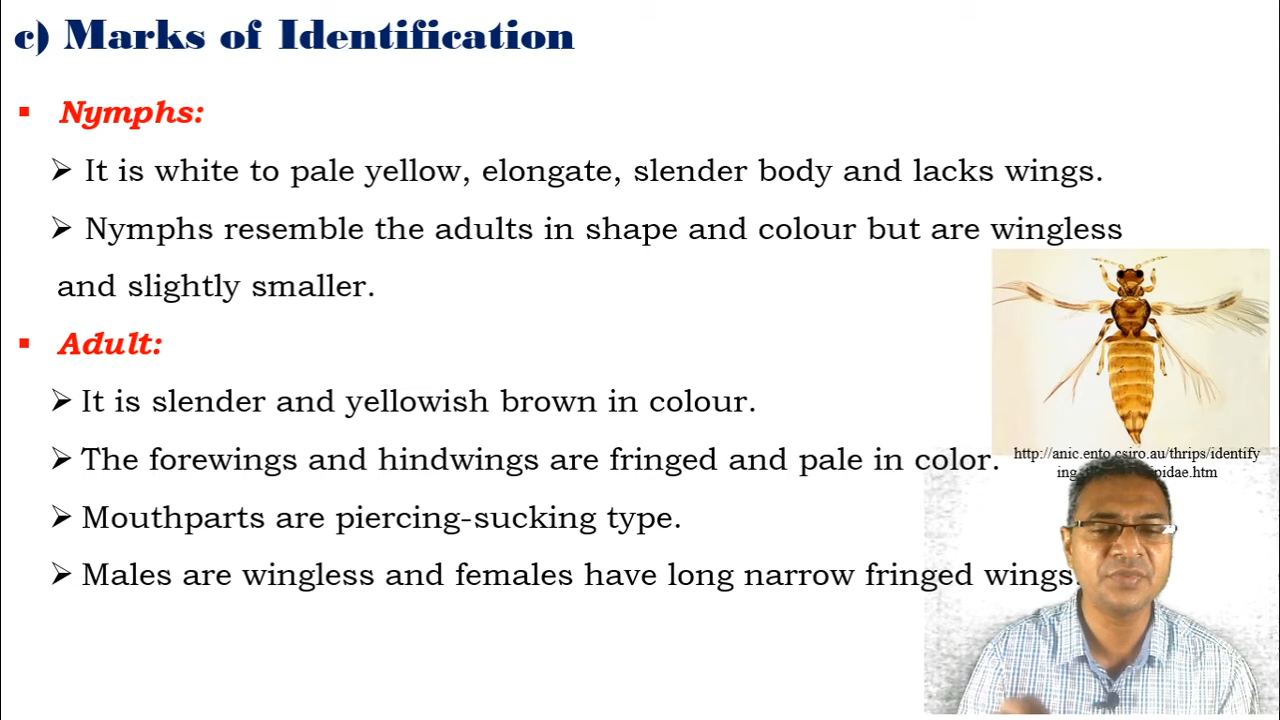 c) Marks of Identification
▪ Nymphs:
➢ It is white to pale yellow, elongate, slender body and lacks wings.
➢ Nymphs resemble the adults in shape and colour but are wingless
and slightly smaller.
▪ Adult:
➢ It is slender and yellowish brown in colour.
➢ The forewings and hindwings are fringed and pale in color.
http://anic.ento.csiro.au/thrips/identify
ing ipidae.htm
➢ Mouthparts are piercing-sucking type.
➢ Males are wingless and females have long narrow fringed wings.